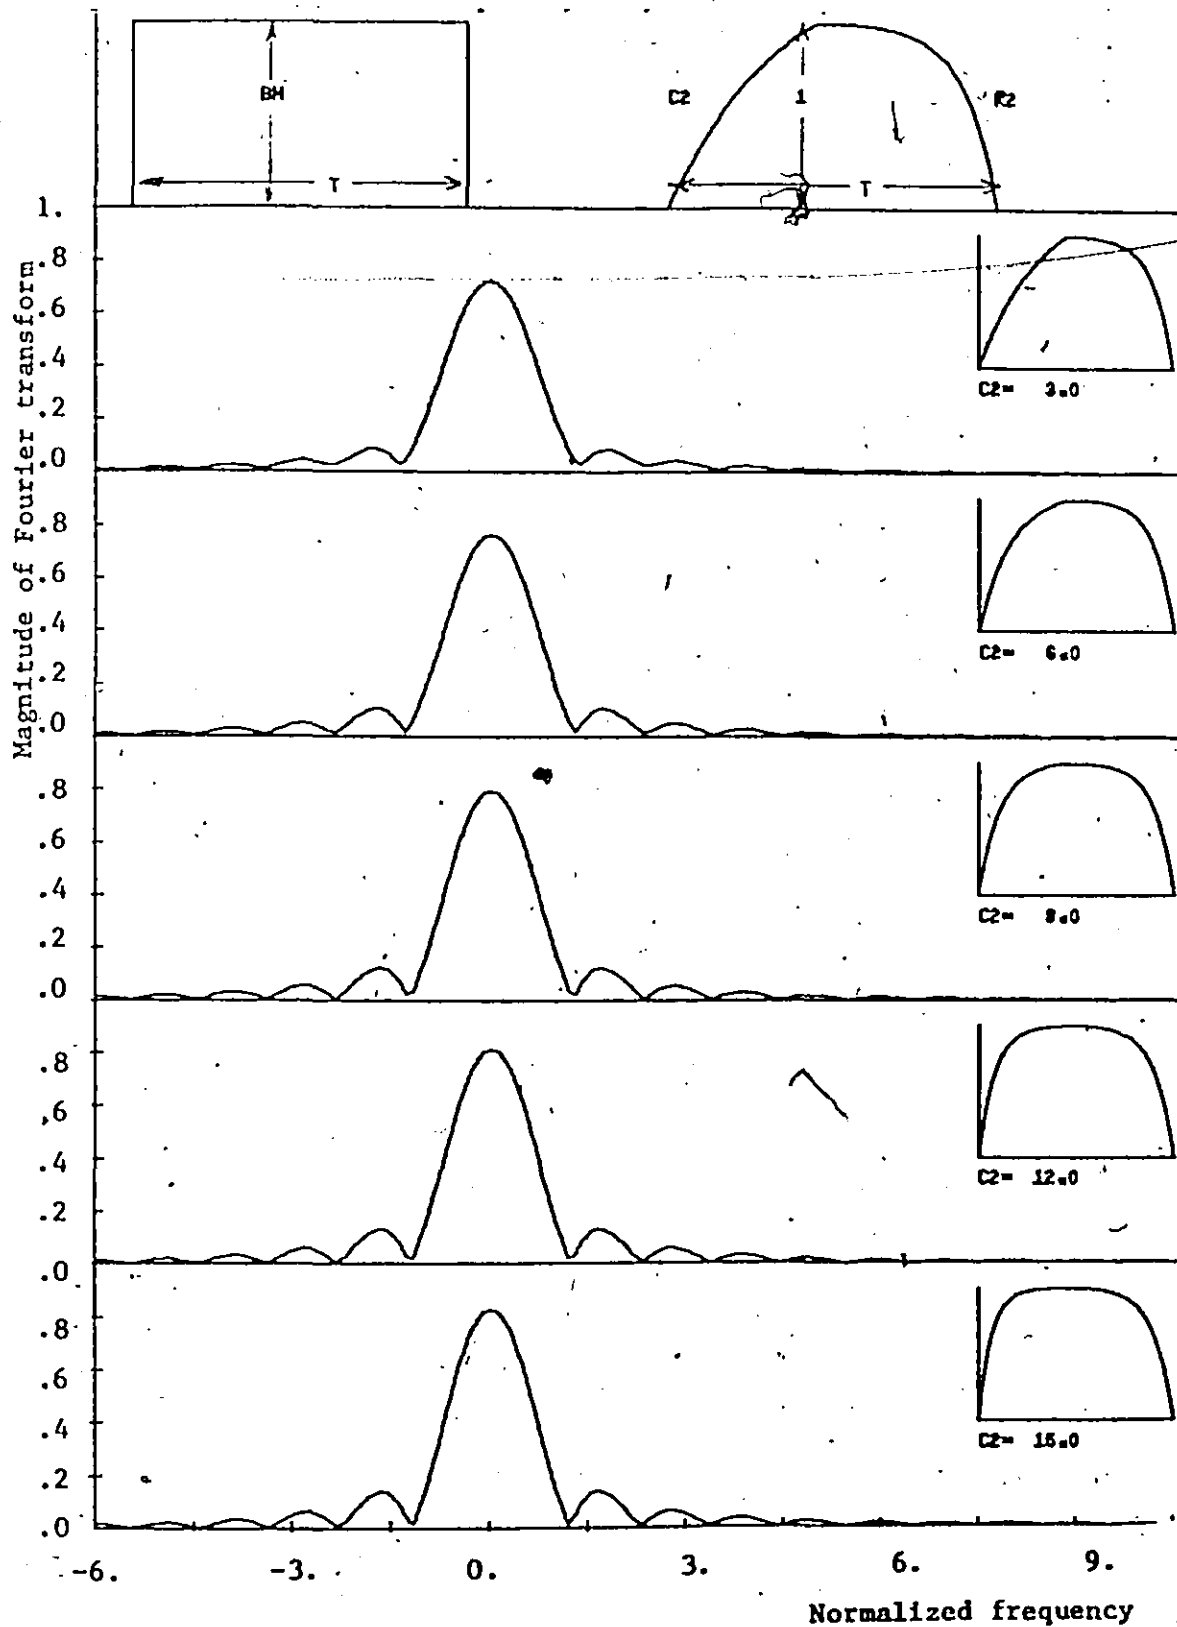 BH
T
C2
1
R2
T
Magnitude of Fourier transform
1.
.8
.6
.4
.2
.0
C2= 3.0
.8
.6
.4
.2
.0
C2= 6.0
.8
.6
.4
.2
.0
C2= 9.0
.8
.6
.4
.2
.0
C2= 12.0
.8
.6
.4
.2
.0
C2= 15.0
-6. -3. 0. 3. 6. 9.
Normalized frequency